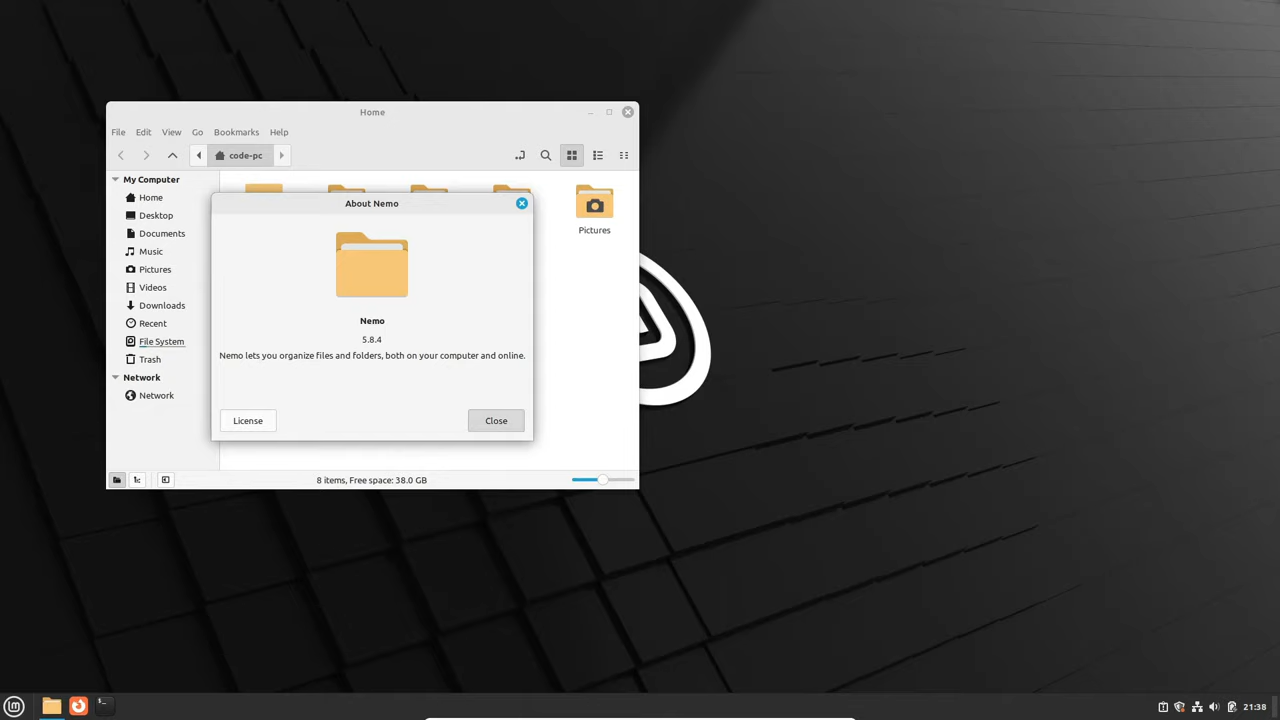 Home
File Edit View Go Bookmarks Help
code-pc
My Computer
Home
Desktop
Documents
Music
Pictures
Videos
Downloads
Recent
File System
Trash
Network
Network
Pictures
About Nemo
Nemo
5.8.4
Nemo lets you organize files and folders, both on your computer and online.
License
Close
8 items, Free space: 38.0 GB
21:38